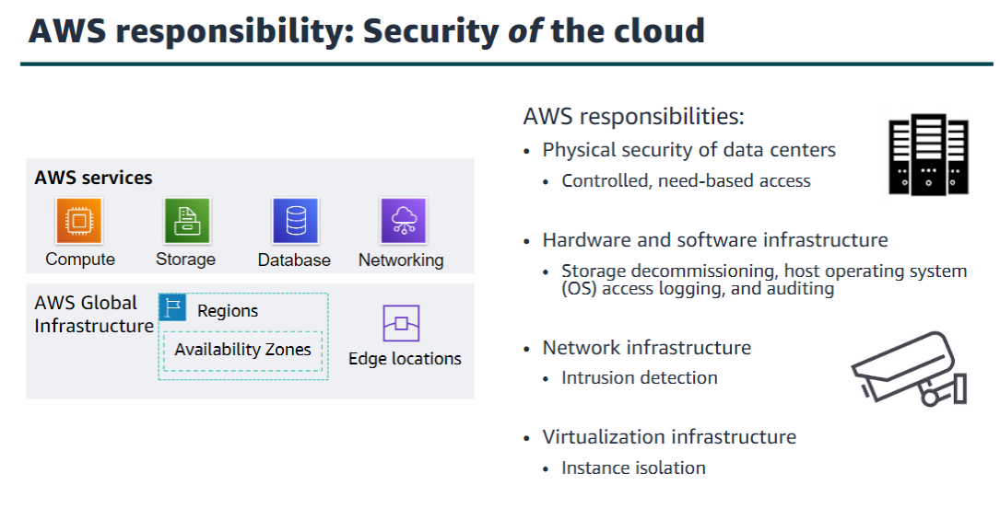 AWS responsibility: Security of the cloud
AWS services
Compute
Storage
Database
Networking
AWS Global
Infrastructure
Regions
Availability Zones
Edge locations
AWS responsibilities:
• Physical security of data centers
• Controlled, need-based access
• Hardware and software infrastructure
• Storage decommissioning, host operating system
(OS) access logging, and auditing
• Network infrastructure
• Intrusion detection
• Virtualization infrastructure
• Instance isolation